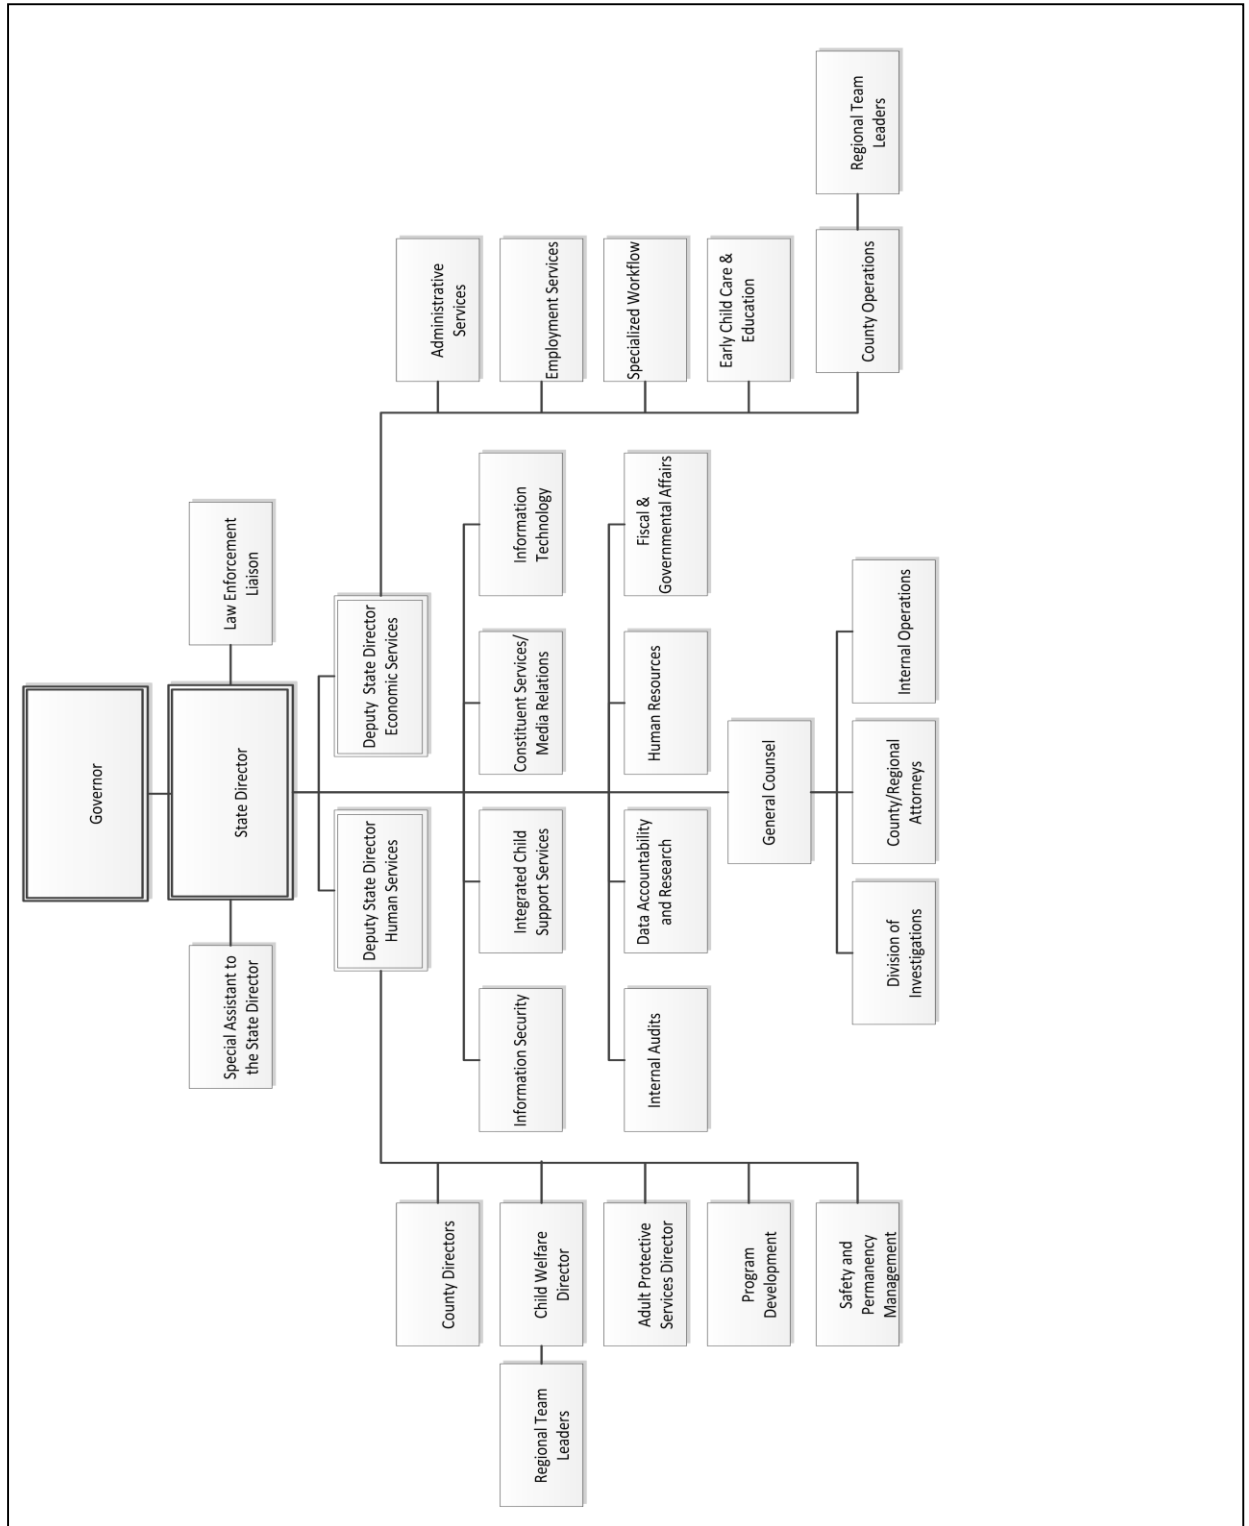 Governor
Special Assistant to
the State Director
State Director
Law Enforcement
Liaison
Deputy State Director
Human Services
Deputy  State Director
Economic Services
County Directors
Administrative
Services
Information Security
Integrated Child
Support Services
Constituent Services/
Media Relations
Information
Technology
Regional Team
Leaders
Child Welfare
Director
Employment Services
Adult Protective
Services Director
Specialized Workflow
Internal Audits
Data Accountability
and Research
Human Resources
Fiscal &
Governmental Affairs
Program
Development
Early Child Care &
Education
General Counsel
Safety and
Permanency
Management
County Operations
Regional Team
Leaders
Division of
Investigations
County/Regional
Attorneys
Internal Operations